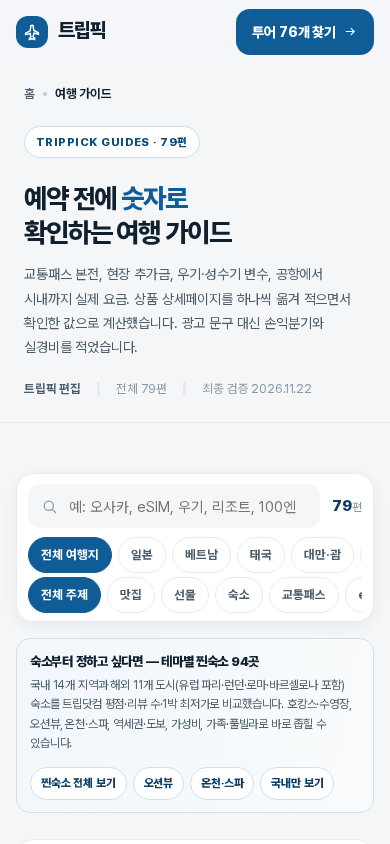 트립픽
투어 76개 찾기 →
홈 • 여행 가이드
TRIPPICK GUIDES · 79편
예약 전에 숫자로
확인하는 여행 가이드
교통패스 본전, 현장 추가금, 우기·성수기 변수, 공항에서
시내까지 실제 요금. 상품 상세페이지를 하나씩 옮겨 적으면서
확인한 값으로 계산했습니다. 광고 문구 대신 손익분기와
실경비를 적었습니다.
트립픽 편집 | 전체 79편 | 최종 검증 2026.11.22
예: 오사카, eSIM, 우기, 리조트, 100엔
79편
전체 여행지 일본 베트남 태국 대만·괌
전체 주제 맛집 선물 숙소 교통패스
숙소부터 정하고 싶다면 — 테마별 찐숙소 94곳
국내 14개 지역과 해외 11개 도시(유럽 파리·런던·로마·바르셀로나 포함)
숙소를 트립닷컴 평점·리뷰 수·1박 최저가로 비교했습니다. 호캉스·수영장,
오션뷰, 온천·스파, 역세권·도보, 가성비, 가족·풀빌라로 바로 좁힐 수
있습니다.
찐숙소 전체 보기 오션뷰 온천·스파 국내만 보기